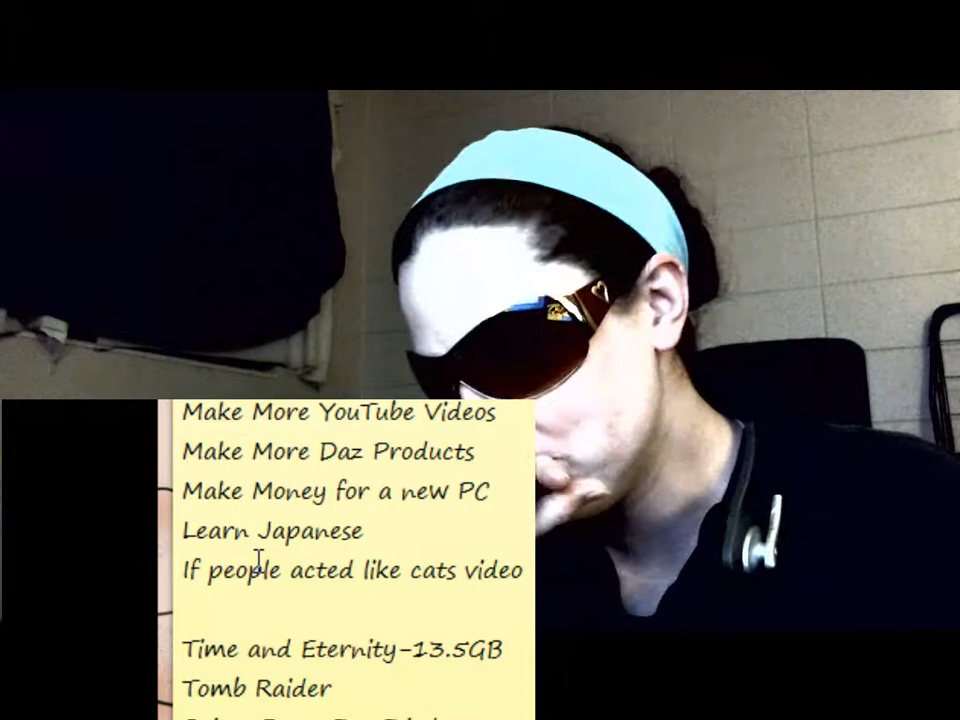 Make More YouTube Videos
Make More Daz Products
Make Money for a new PC
Learn Japanese
If people acted like cats video
Time and Eternity-13.5GB
Tomb Raider